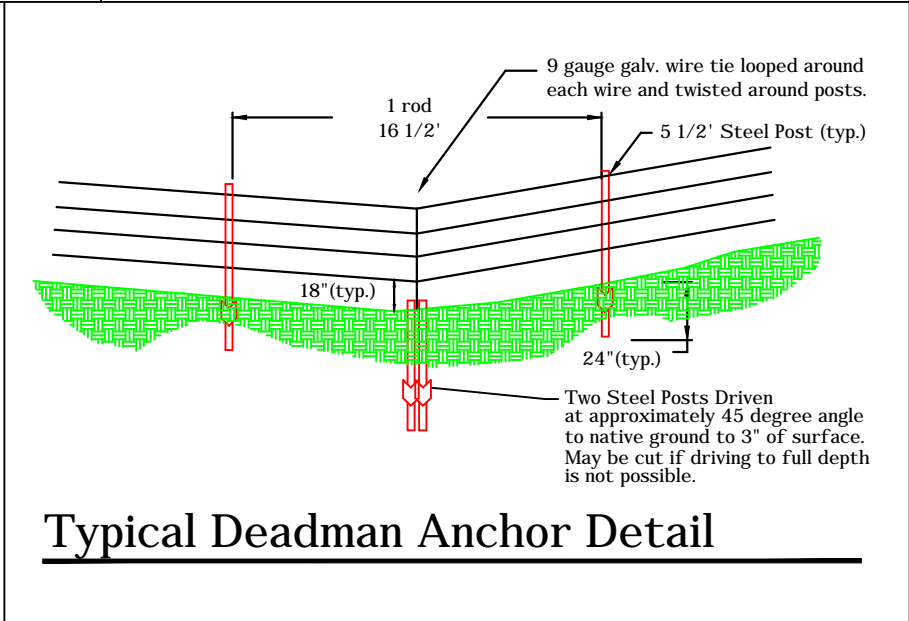 9 gauge galv. wire tie looped around
each wire and twisted around posts.
1 rod
16 1/2'
5 1/2' Steel Post (typ.)
18"(typ.)
24"(typ.)
Two Steel Posts Driven
at approximately 45 degree angle
to native ground to 3" of surface.
May be cut if driving to full depth
is not possible.
Typical Deadman Anchor Detail